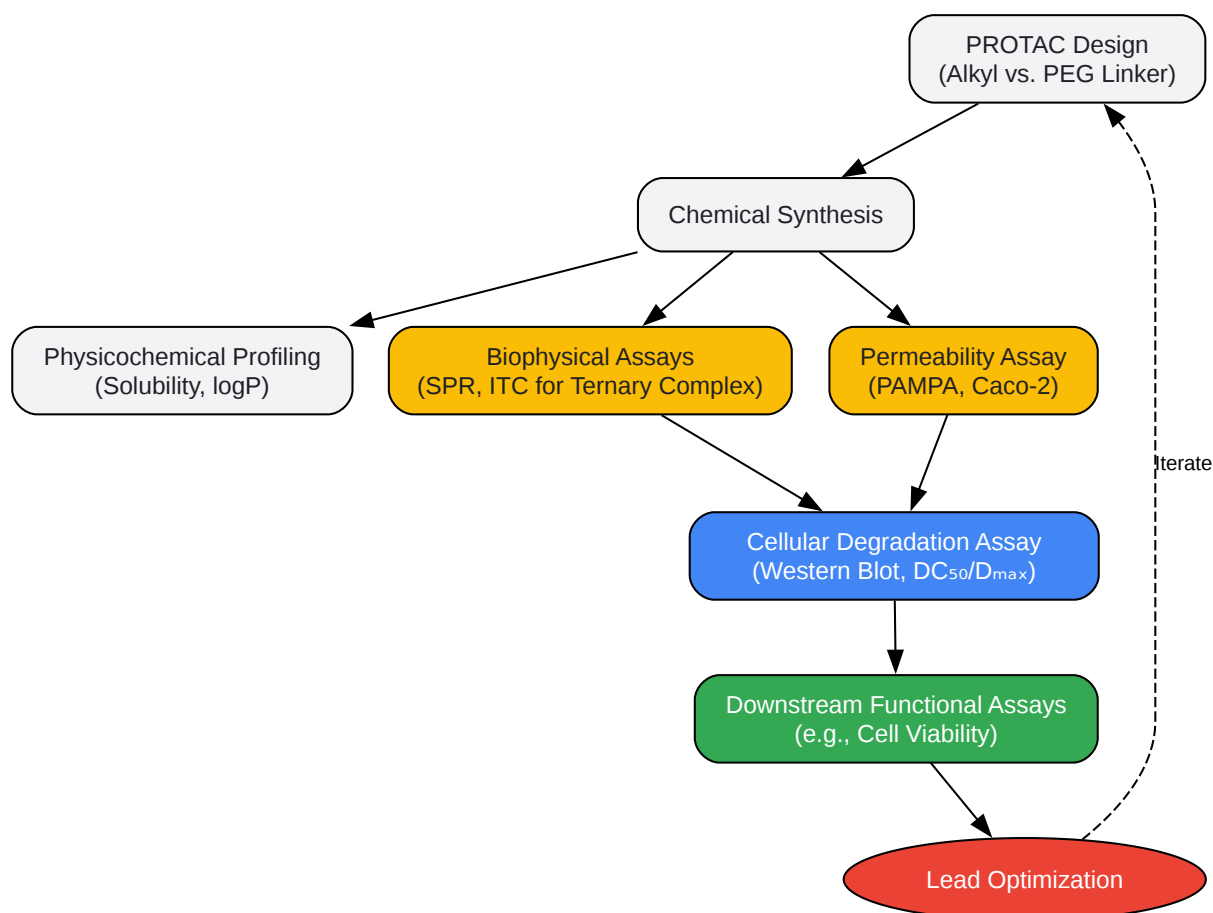 PROTAC Design
(Alkyl vs. PEG Linker)
Chemical Synthesis
Physicochemical Profiling
(Solubility, logP)
Biophysical Assays
(SPR, ITC for Ternary Complex)
Permeability Assay
(PAMPA, Caco-2)
Iterate
Cellular Degradation Assay
(Western Blot, DC₅₀/Dₘₐₓ)
Downstream Functional Assays
(e.g., Cell Viability)
Lead Optimization